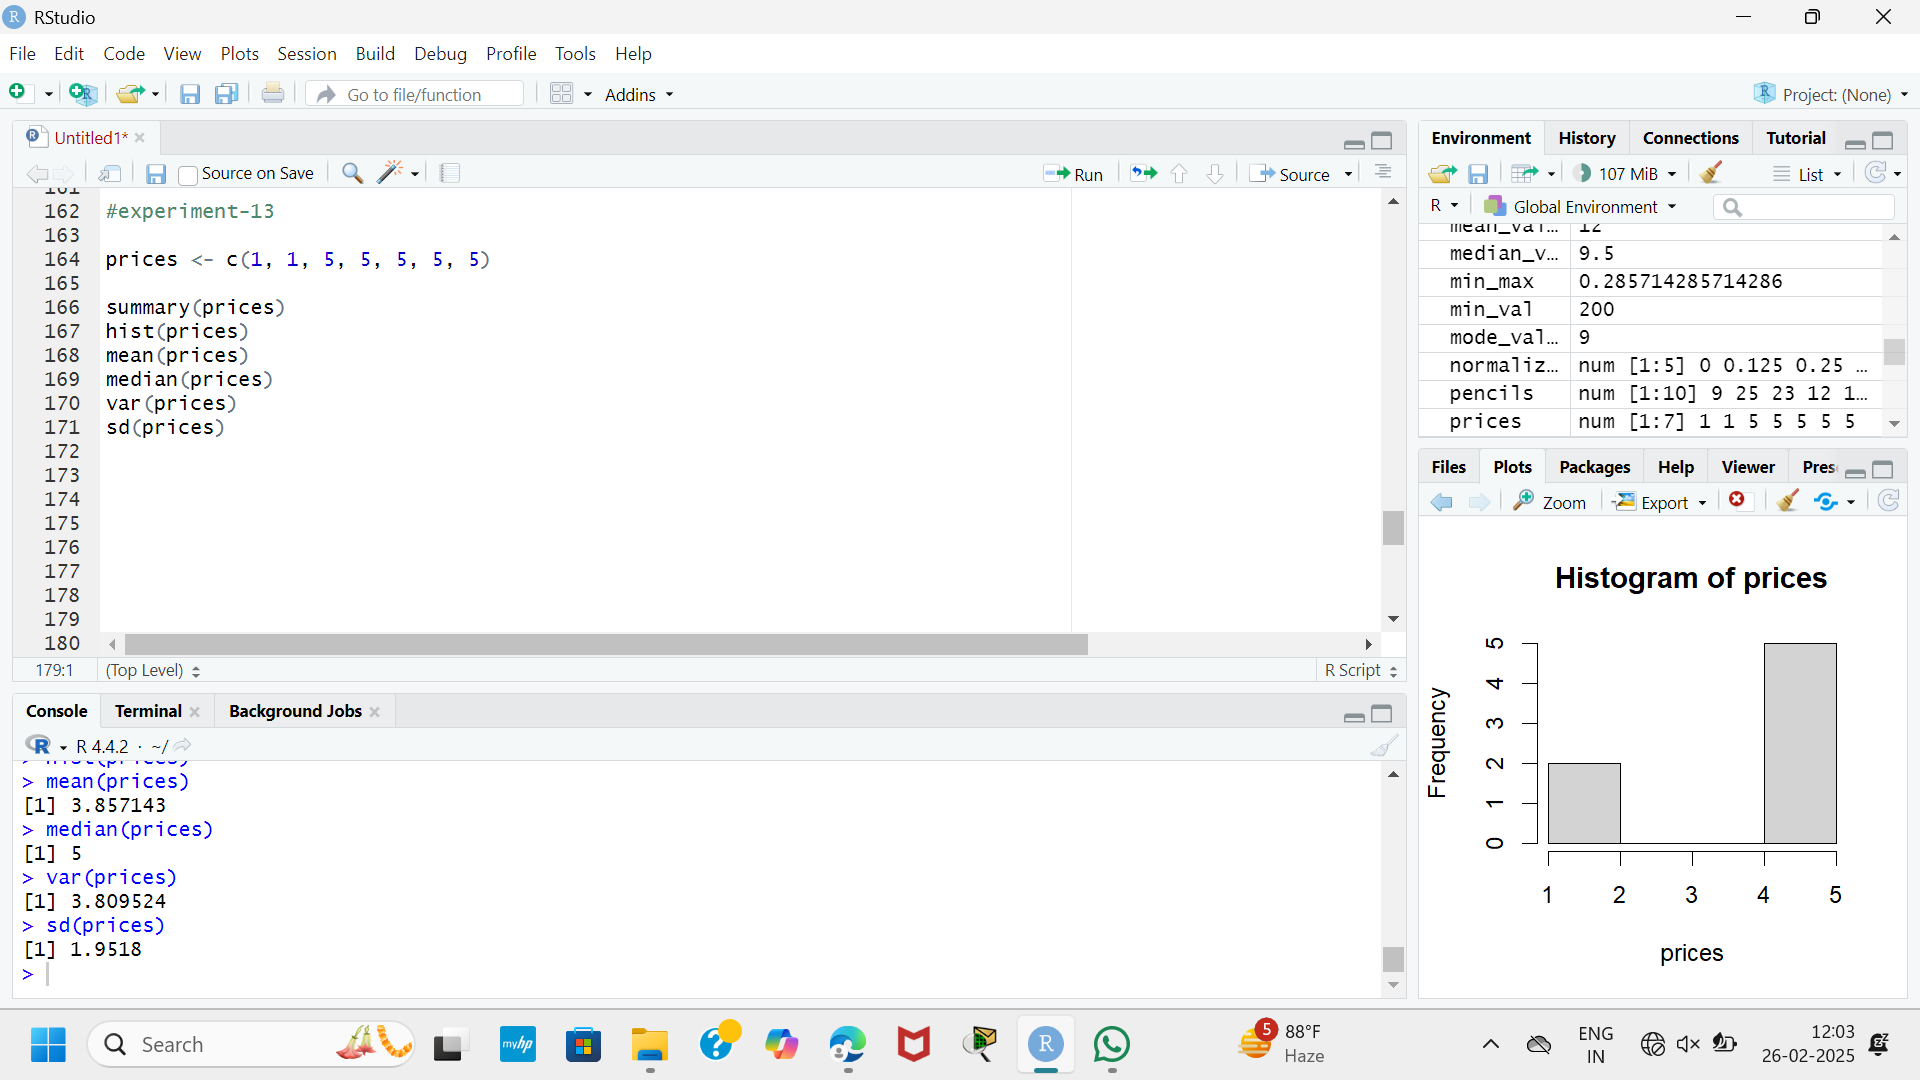 RStudio
File Edit Code View Plots Session Build Debug Profile Tools Help
Go to file/function Addins Project: (None)
Untitled1*
Source on Save Run Source
161
162 #experiment-13
163
164 prices <- c(1, 1, 5, 5, 5, 5, 5)
165
166 summary(prices)
167 hist(prices)
168 mean(prices)
169 median(prices)
170 var(prices)
171 sd(prices)
172
173
174
175
176
177
178
179
180
179:1 (Top Level) R Script
Console Terminal Background Jobs
R 4.4.2 · ~/
> hist(prices)
> mean(prices)
[1] 3.857143
> median(prices)
[1] 5
> var(prices)
[1] 3.809524
> sd(prices)
[1] 1.9518
>
Environment History Connections Tutorial
107 MiB List
R Global Environment
mean_val… 12
median_v… 9.5
min_max 0.285714285714286
min_val 200
mode_val… 9
normaliz… num [1:5] 0 0.125 0.25 …
pencils num [1:10] 9 25 23 12 1…
prices num [1:7] 1 1 5 5 5 5 5
Files Plots Packages Help Viewer Pres
Zoom Export
Histogram of prices
Frequency
5
4
3
2
1
0
1 2 3 4 5
prices
Search
myhp
R
5
88°F
Haze
ENG
IN
12:03
26-02-2025